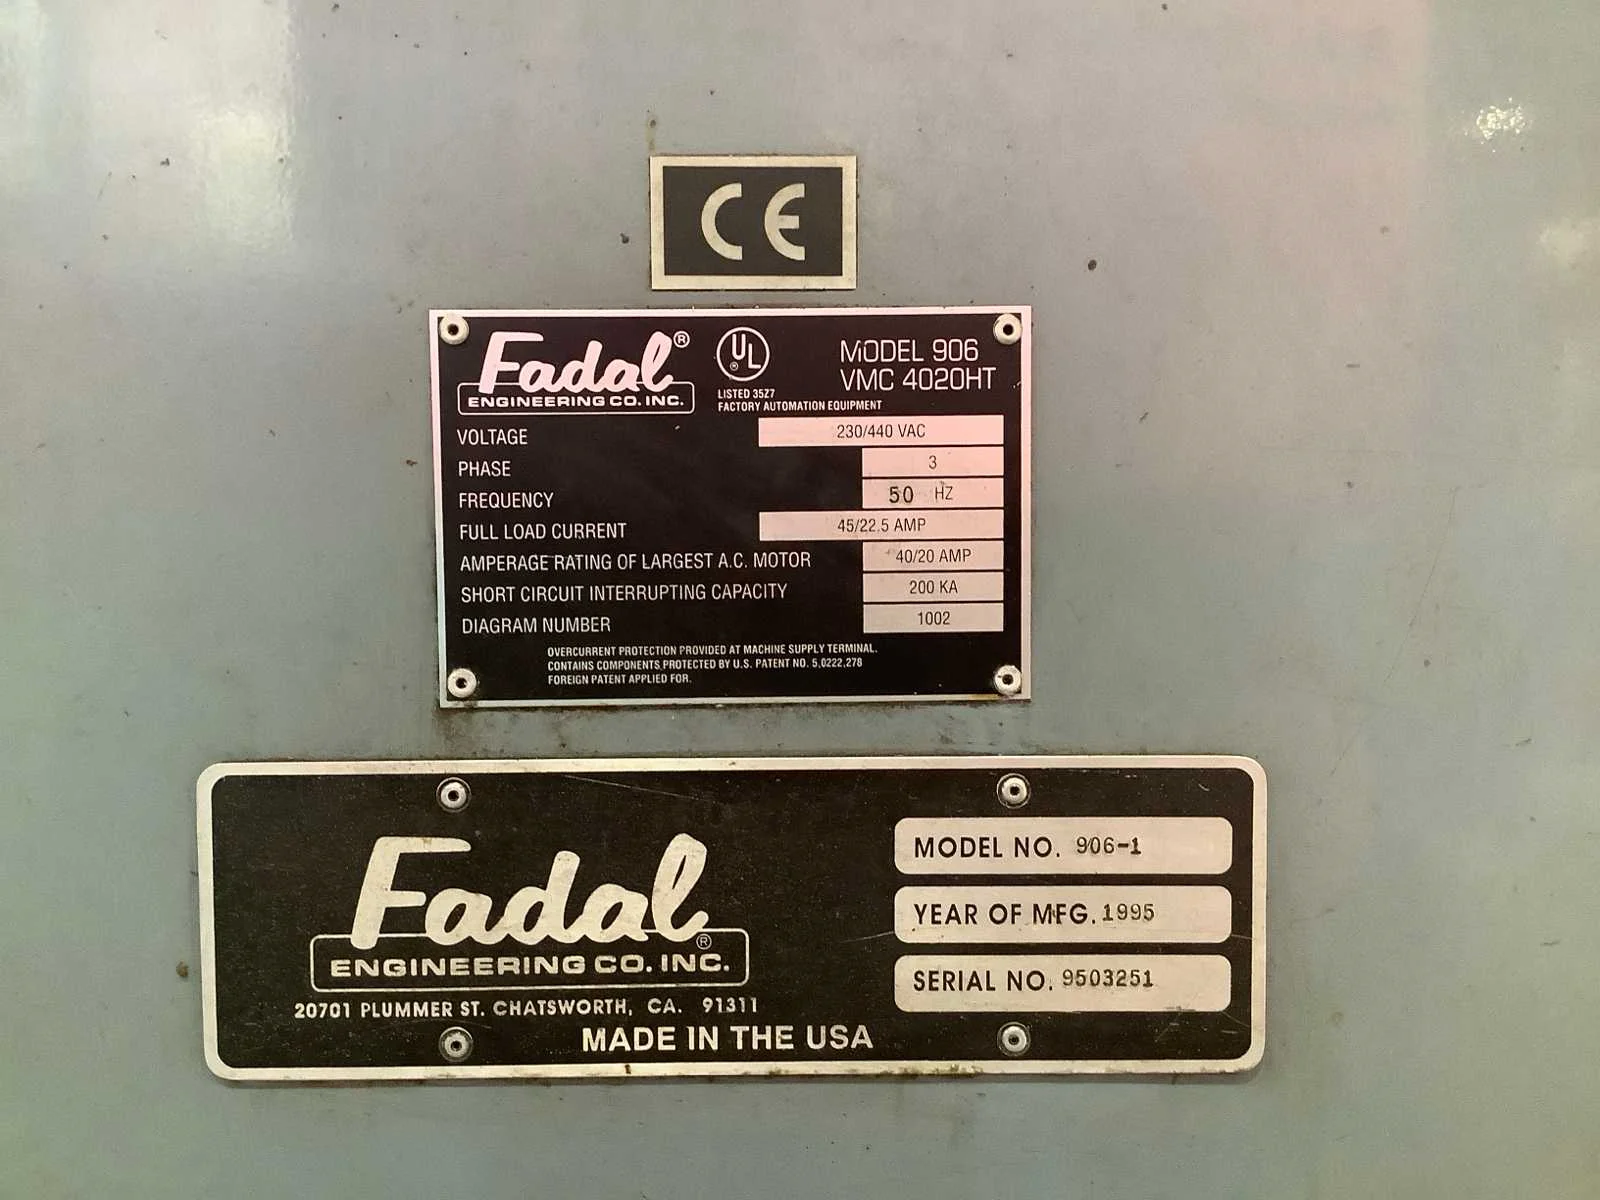 CE
Fadal®
ENGINEERING CO. INC.
UL ®
LISTED 35Z7
FACTORY AUTOMATION EQUIPMENT
MODEL 906
VMC 4020HT
VOLTAGE 230/440 VAC
PHASE 3
FREQUENCY 50 HZ
FULL LOAD CURRENT 45/22.5 AMP
AMPERAGE RATING OF LARGEST A.C. MOTOR 40/20 AMP
SHORT CIRCUIT INTERRUPTING CAPACITY 200 KA
DIAGRAM NUMBER 1002
OVERCURRENT PROTECTION PROVIDED AT MACHINE SUPPLY TERMINAL.
CONTAINS COMPONENTS PROTECTED BY U.S. PATENT NO. 5,0222,278
FOREIGN PATENT APPLIED FOR.
Fadal®
ENGINEERING CO. INC.
20701 PLUMMER ST. CHATSWORTH, CA. 91311
MADE IN THE USA
MODEL NO. 906-1
YEAR OF MFG. 1995
SERIAL NO. 9503251